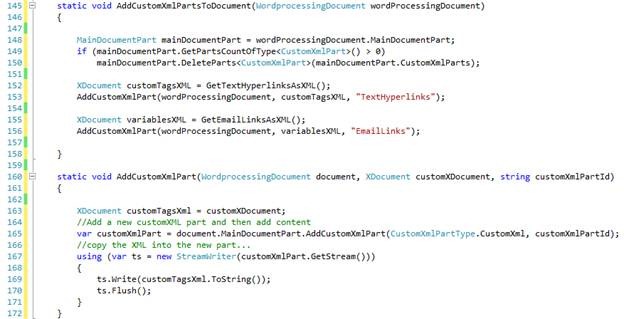 145 static void AddCustomXmlPartsToDocument(WordprocessingDocument wordProcessingDocument)
146 {
147
148 MainDocumentPart mainDocumentPart = wordProcessingDocument.MainDocumentPart;
149 if (mainDocumentPart.GetPartsCountOfType<CustomXmlPart>() > 0)
150 mainDocumentPart.DeleteParts<CustomXmlPart>(mainDocumentPart.CustomXmlParts);
151
152 XDocument customTagsXML = GetTextHyperlinksAsXML();
153 AddCustomXmlPart(wordProcessingDocument, customTagsXML, "TextHyperlinks");
154
155 XDocument variablesXML = GetEmailLinksAsXML();
156 AddCustomXmlPart(wordProcessingDocument, variablesXML, "EmailLinks");
157
158 }
159
160 static void AddCustomXmlPart(WordprocessingDocument document, XDocument customXDocument, string customXmlPartId)
161 {
162
163 XDocument customTagsXml = customXDocument;
164 //Add a new customXML part and then add content
165 var customXmlPart = document.MainDocumentPart.AddCustomXmlPart(CustomXmlPartType.CustomXml, customXmlPartId);
166 //copy the XML into the new part...
167 using (var ts = new StreamWriter(customXmlPart.GetStream()))
168 {
169 ts.Write(customTagsXml.ToString());
170 ts.Flush();
171 }
172 }